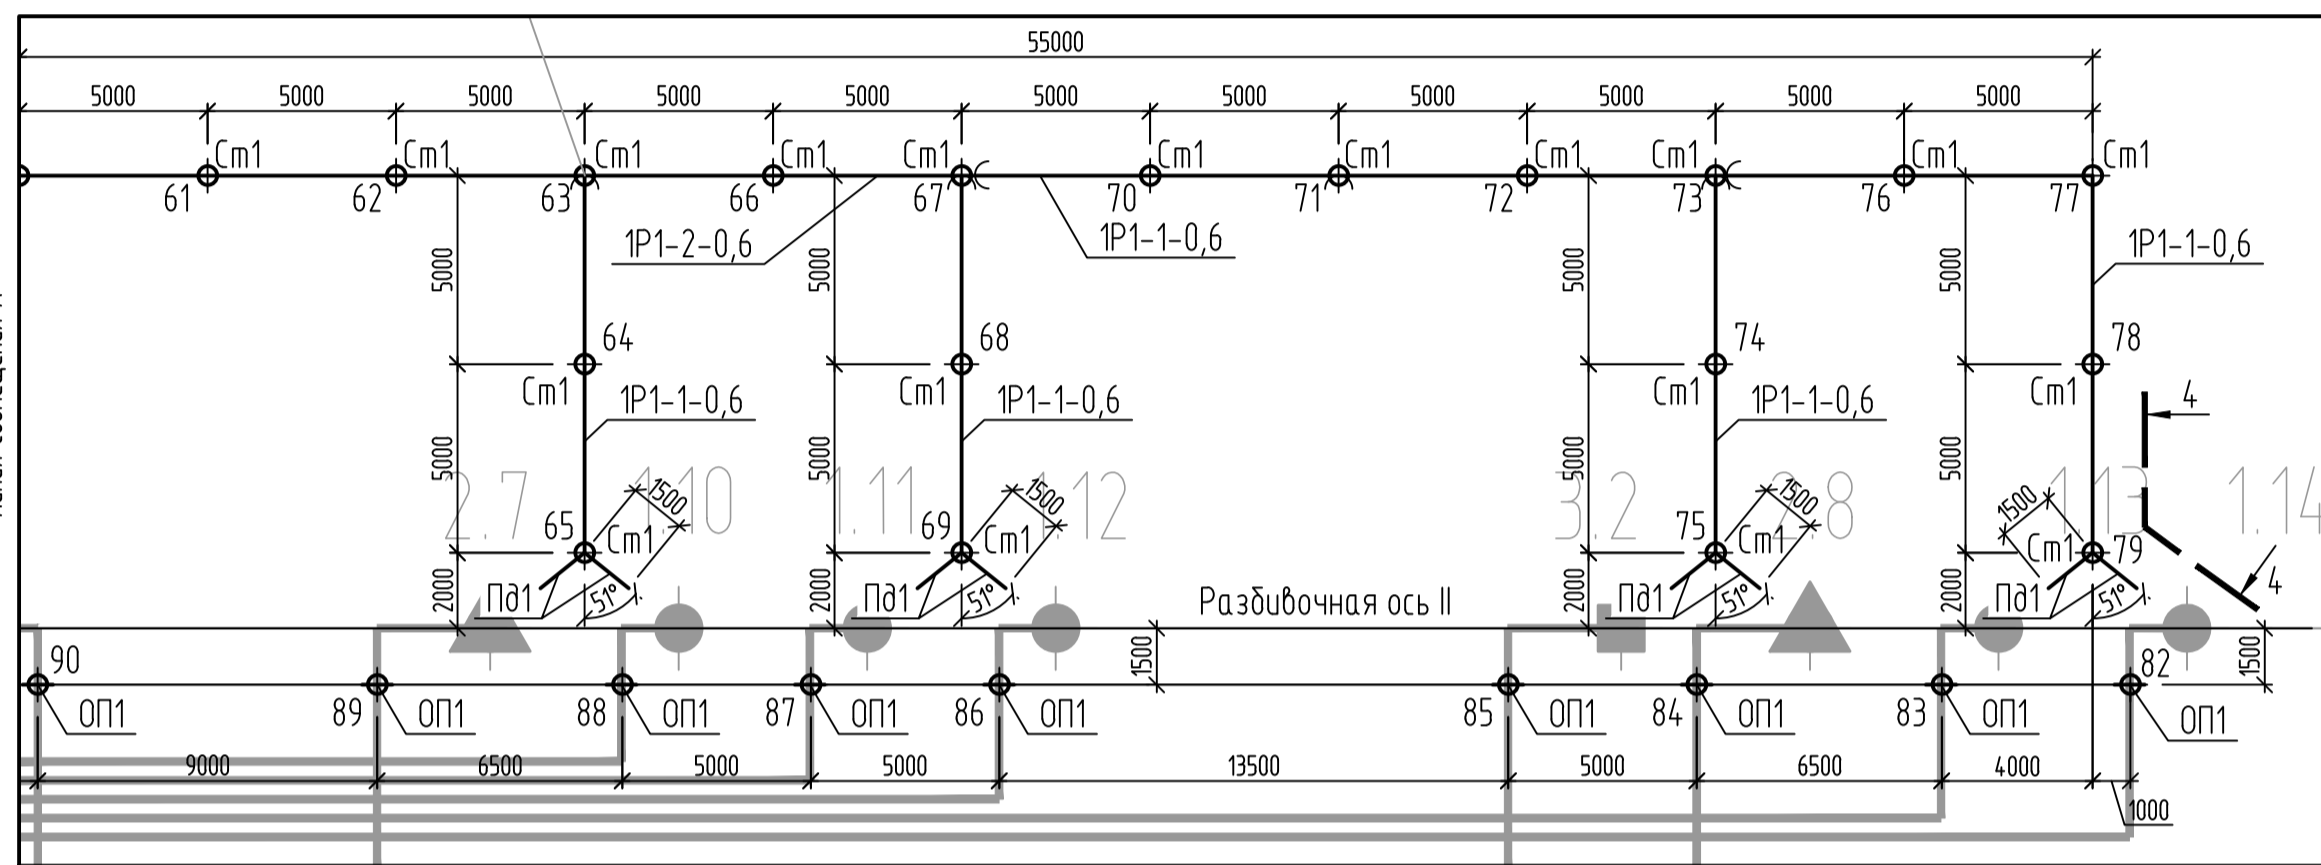 55000
5000 5000 5000 5000 5000 5000 5000 5000 5000 5000 5000
Ст1 Ст1 Ст1 Ст1 Ст1 Ст1 Ст1 Ст1 Ст1 Ст1 Ст1
61 62 63 66 67 70 71 72 73 76 77
1Р1-2-0,6 1Р1-1-0,6 1Р1-1-0,6
5000 5000 5000 5000
64 68 74 78
Ст1 Ст1 Ст1 Ст1
4
1Р1-1-0,6 1Р1-1-0,6 1Р1-1-0,6
5000 5000 5000 5000
2.7 1.10 1.11 1.12 3.2 2.8 1.13 1.14
1500 1500 1500 1500
65 Ст1 69 Ст1 75 Ст1 Ст1 79
4
2000 Пд1 51° 2000 Пд1 51° 2000 Пд1 51° 2000 Пд1 51°
Разбивочная ось II
1500 1500
90 82
ОП1 89 ОП1 88 ОП1 87 ОП1 86 ОП1 85 ОП1 84 ОП1 83 ОП1 ОП1
9000 6500 5000 5000 13500 5000 6500 4000
1000